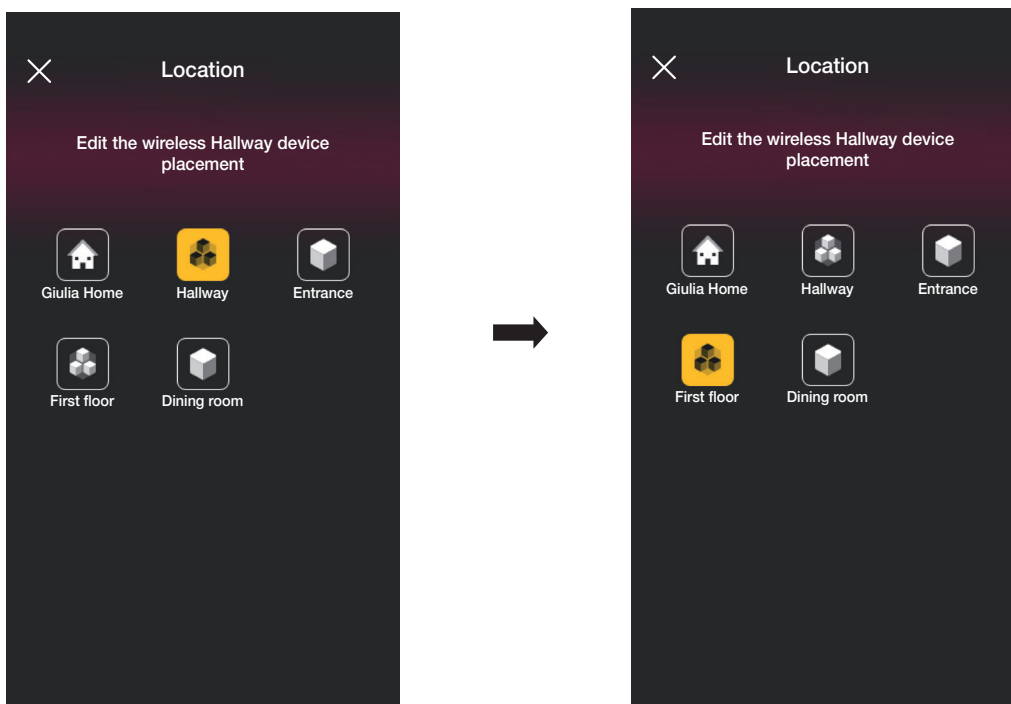 Location
Edit the wireless Hallway device
placement
Giulia Home
Hallway
Entrance
First floor
Dining room
Location
Edit the wireless Hallway device
placement
Giulia Home
Hallway
Entrance
First floor
Dining room